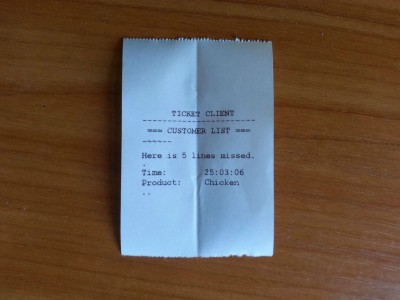 TICKET CLIENT
--------------------------
=== CUSTOMER LIST ===
------
Here is 5 lines missed.
.
Time: 25:03:06
Product: Chicken
..